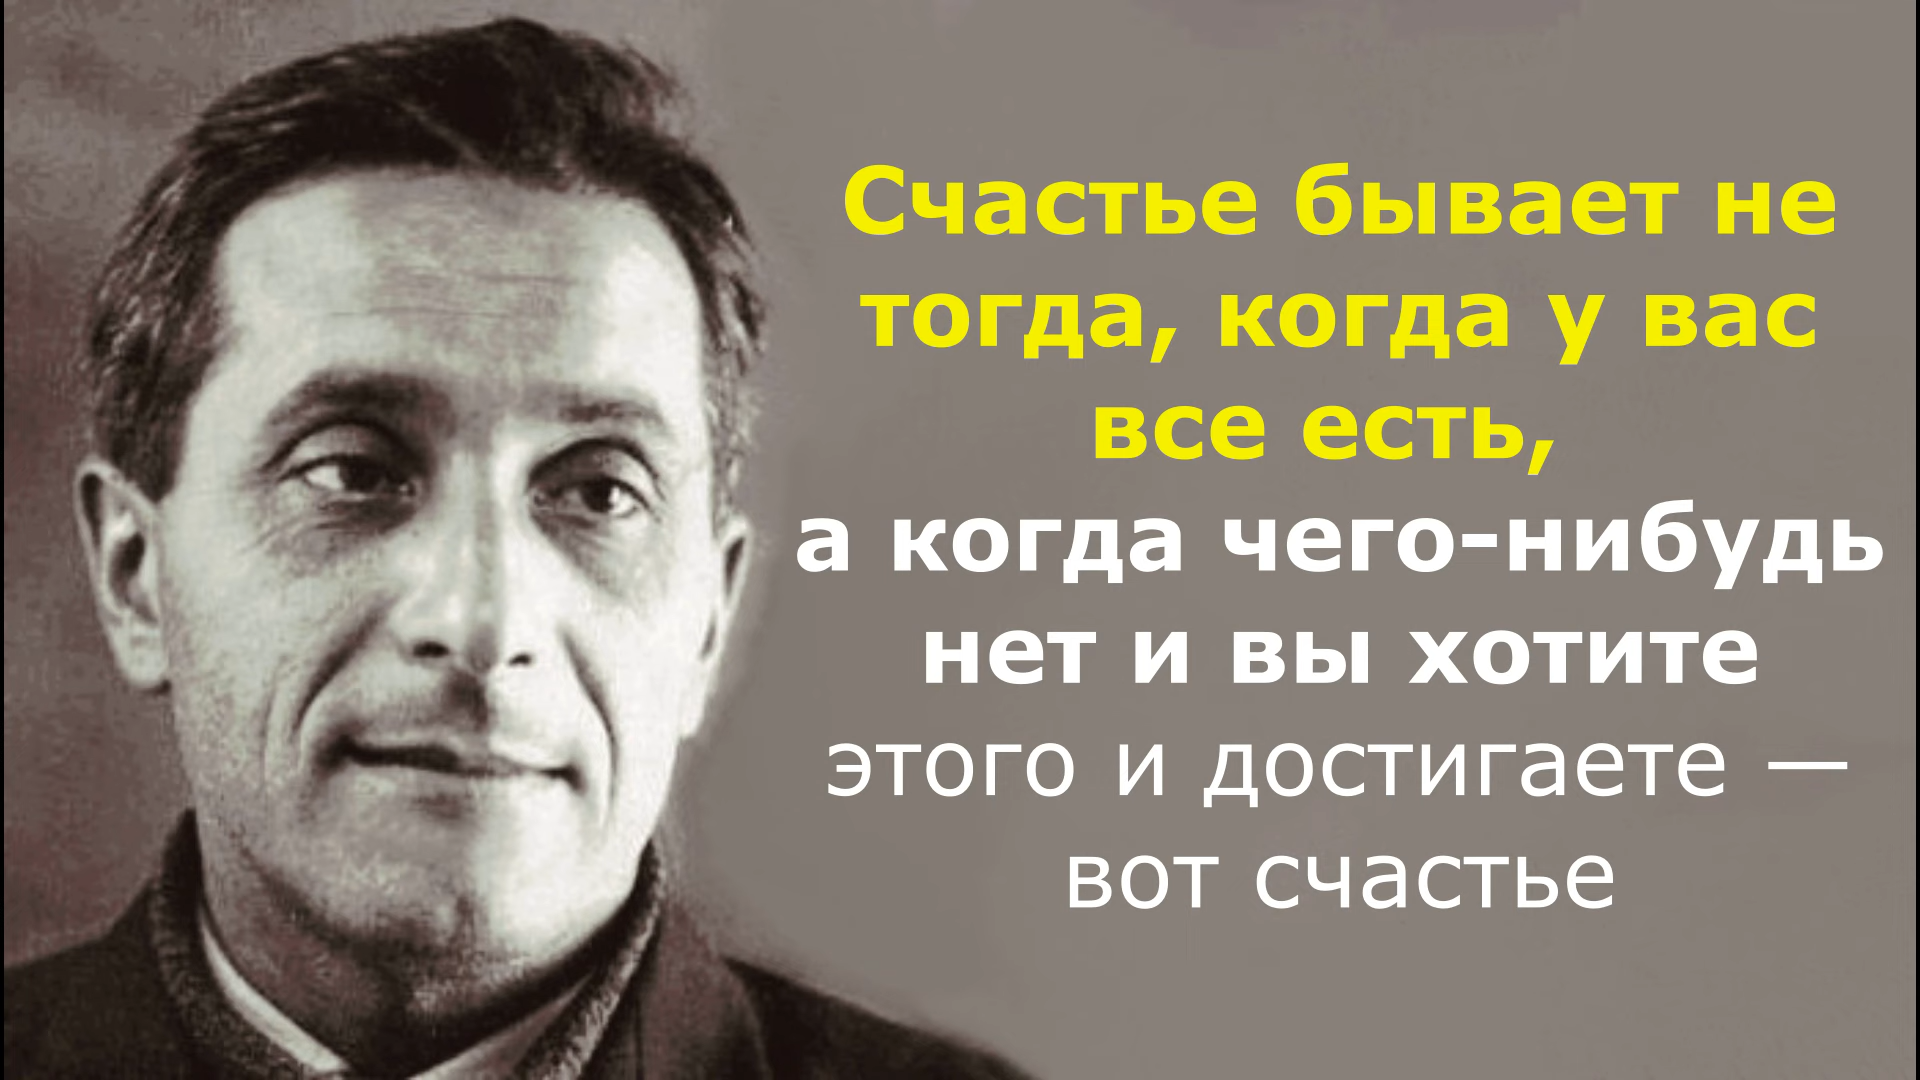 Счастье бывает не
тогда, когда у вас
все есть,
а когда чего-нибудь
нет и вы хотите
этого и достигаете —
вот счастье